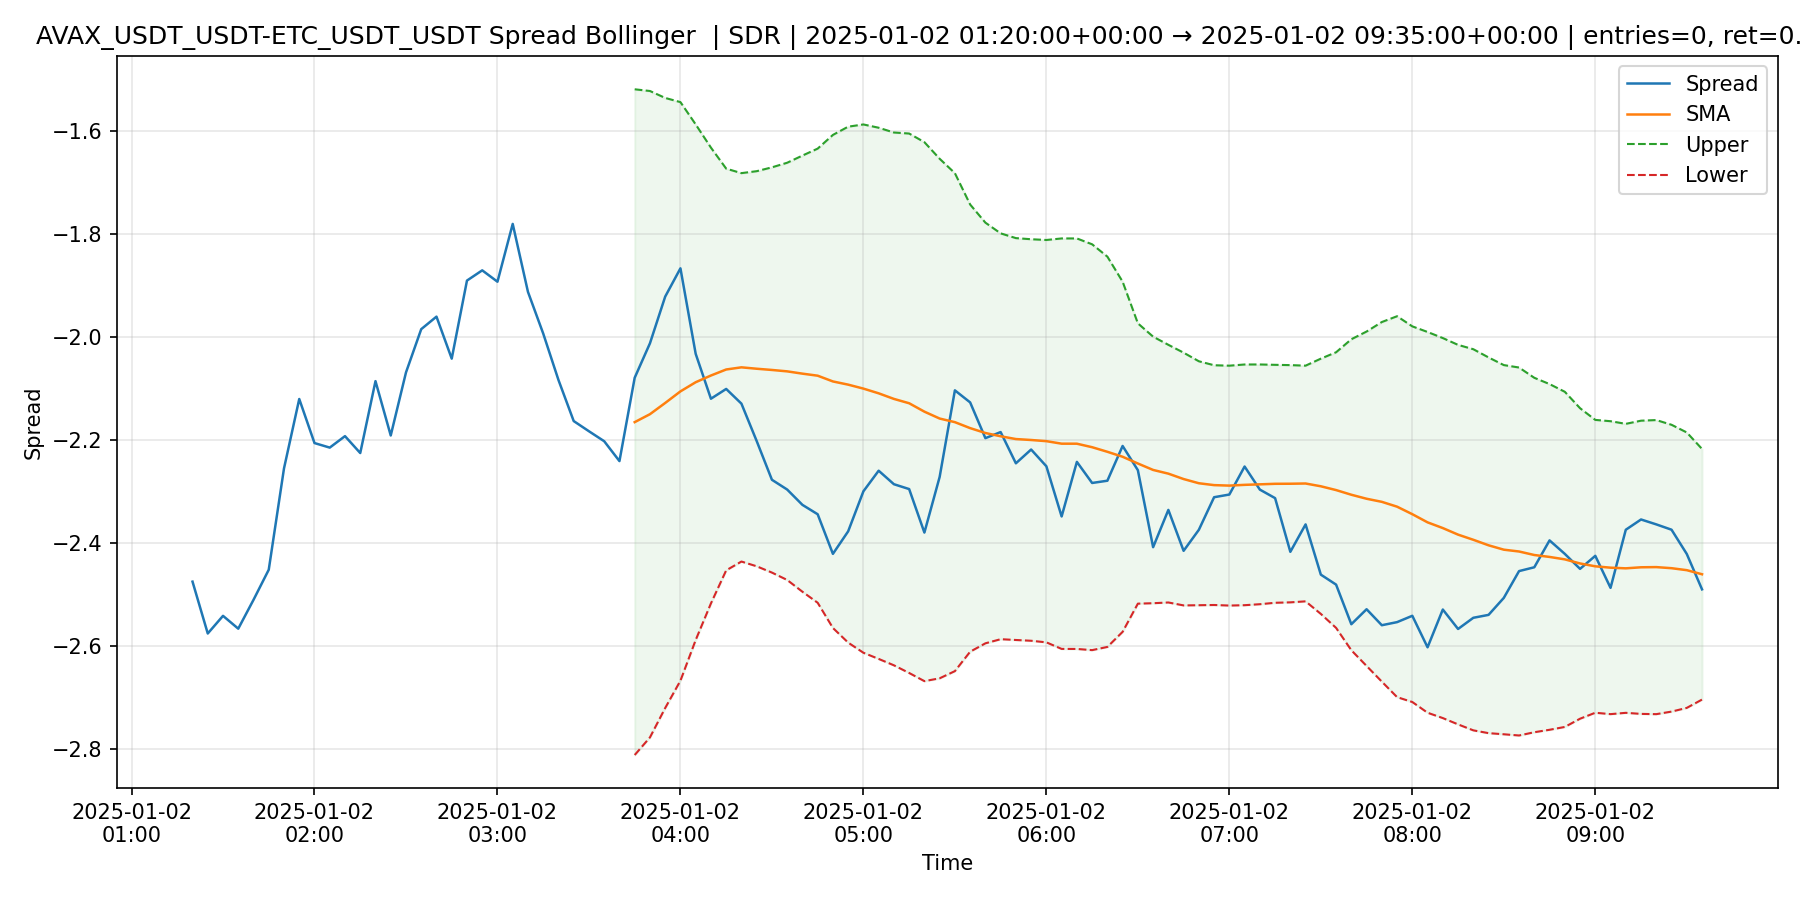 AVAX_USDT_USDT-ETC_USDT_USDT Spread Bollinger | SDR | 2025-01-02 01:20:00+00:00 → 2025-01-02 09:35:00+00:00 | entries=0, ret=0.
Spread
SMA
Upper
Lower
−1.6
−1.8
−2.0
−2.2
−2.4
−2.6
−2.8
Spread
2025-01-02 2025-01-02 2025-01-02 2025-01-02 2025-01-02 2025-01-02 2025-01-02 2025-01-02 2025-01-02
01:00 02:00 03:00 04:00 05:00 06:00 07:00 08:00 09:00
Time